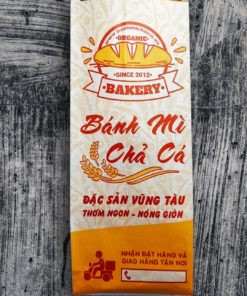 ORGANIC
SINCE 2012
BAKERY
Bánh Mì
Chả Cá
ĐẶC SẢN VŨNG TÀU
THƠM NGON - NÓNG GIÒN
NHẬN ĐẶT HÀNG VÀ
GIAO HÀNG TẬN NƠI